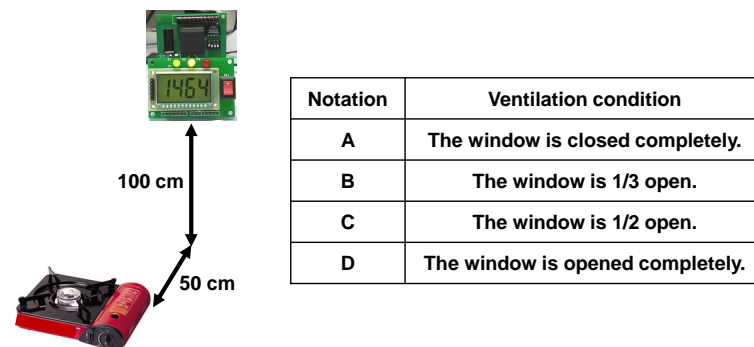 1464
100 cm
50 cm
Notation Ventilation condition
A The window is closed completely.
B The window is 1/3 open.
C The window is 1/2 open.
D The window is opened completely.